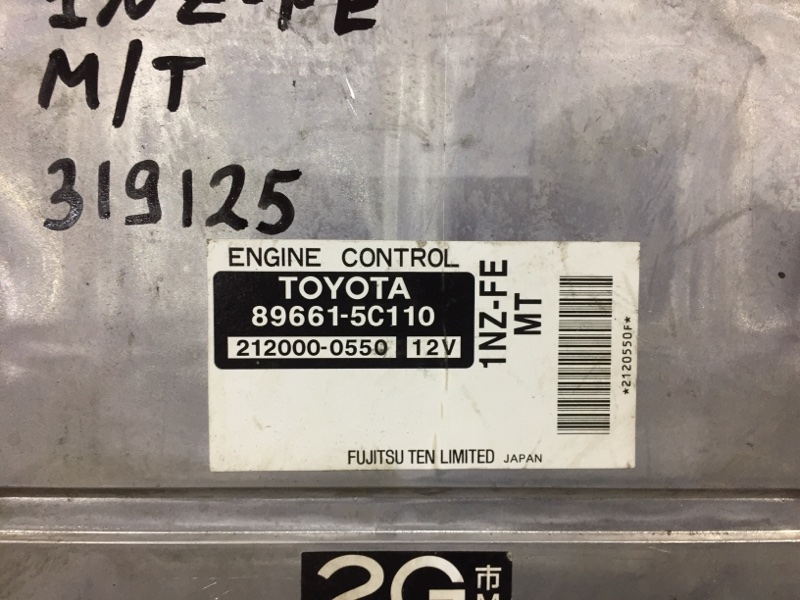 1NZ-FE
M/T
319125
ENGINE CONTROL
TOYOTA
89661-5C110
212000-0550 12V
1NZ-FE
MT
*2120550F*
FUJITSU TEN LIMITED JAPAN
2G 市
M